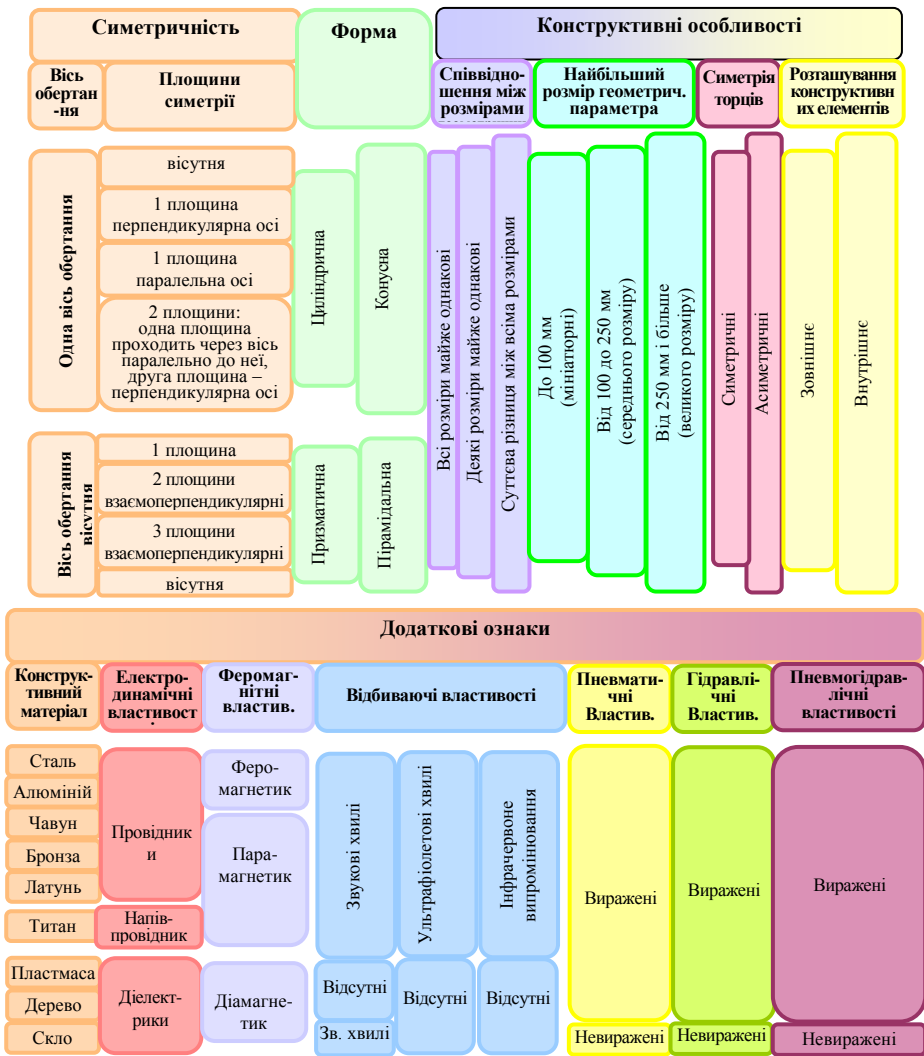 Симетричність
Форма
Конструктивні особливості
Вісь
обертан-
-ня
Площини
симетрії
Співвідно-
шення між
розмірами
Найбільший
розмір геометрич.
параметра
Симетрія
торців
Розташування
конструктивн
их елементів
Одна вісь обертання
вісутня
1 площина
перпендикулярна осі
1 площина
паралельна осі
2 площини:
одна площина
проходить через вісь
паралельно до неї,
друга площина –
перпендикулярна осі
Циліндрична
Конусна
Вісь обертання
вісутня
1 площина
2 площини
взаємоперпендикулярні
3 площини
взаємоперпендикулярні
вісутня
Призматична
Пірамідальна
Всі розміри майже однакові
Деякі розміри майже однакові
Суттєва різниця між всіма розмірами
До 100 мм
(мініатюрні)
Від 100 до 250 мм
(середнього розміру)
Від 250 мм і більше
(великого розміру)
Симетричні
Асиметричні
Зовнішнє
Внутрішнє
Додаткові ознаки
Конструк-
тивний
матеріал
Електро-
динамічні
властивост
Феромаг-
нітні
властив.
Відбиваючі властивості
Пневмати-
чні
Властив.
Гідравлі-
чні
Властив.
Пневмогідрав-
лічні
властивості
Сталь
Алюміній
Чавун
Бронза
Латунь
Титан
Пластмаса
Дерево
Скло
Провідник
и
Напів-
провідник
Діелект-
рики
Феро-
магнетик
Пара-
магнетик
Діамагне-
тик
Звукові хвилі
Ультрафіолетові хвилі
Інфрачервоне
випромінювання
Відсутні
Відсутні
Відсутні
Зв. хвилі
Виражені
Виражені
Виражені
Невиражені
Невиражені
Невиражені